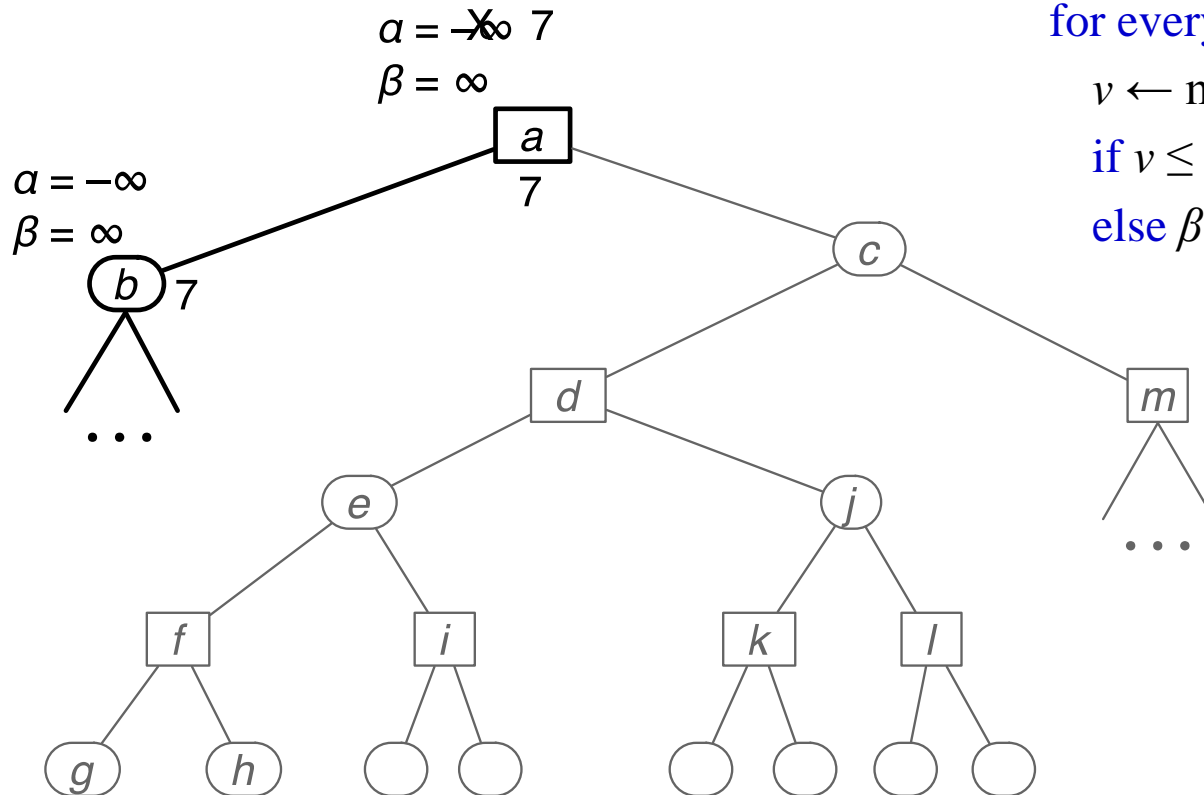 α = –∞ 7
β = ∞
for every
v ← m
if v ≤
else β
a
7
α = –∞
β = ∞
b 7
c
...
d
m
e
j
...
f
i
k
l
g
h